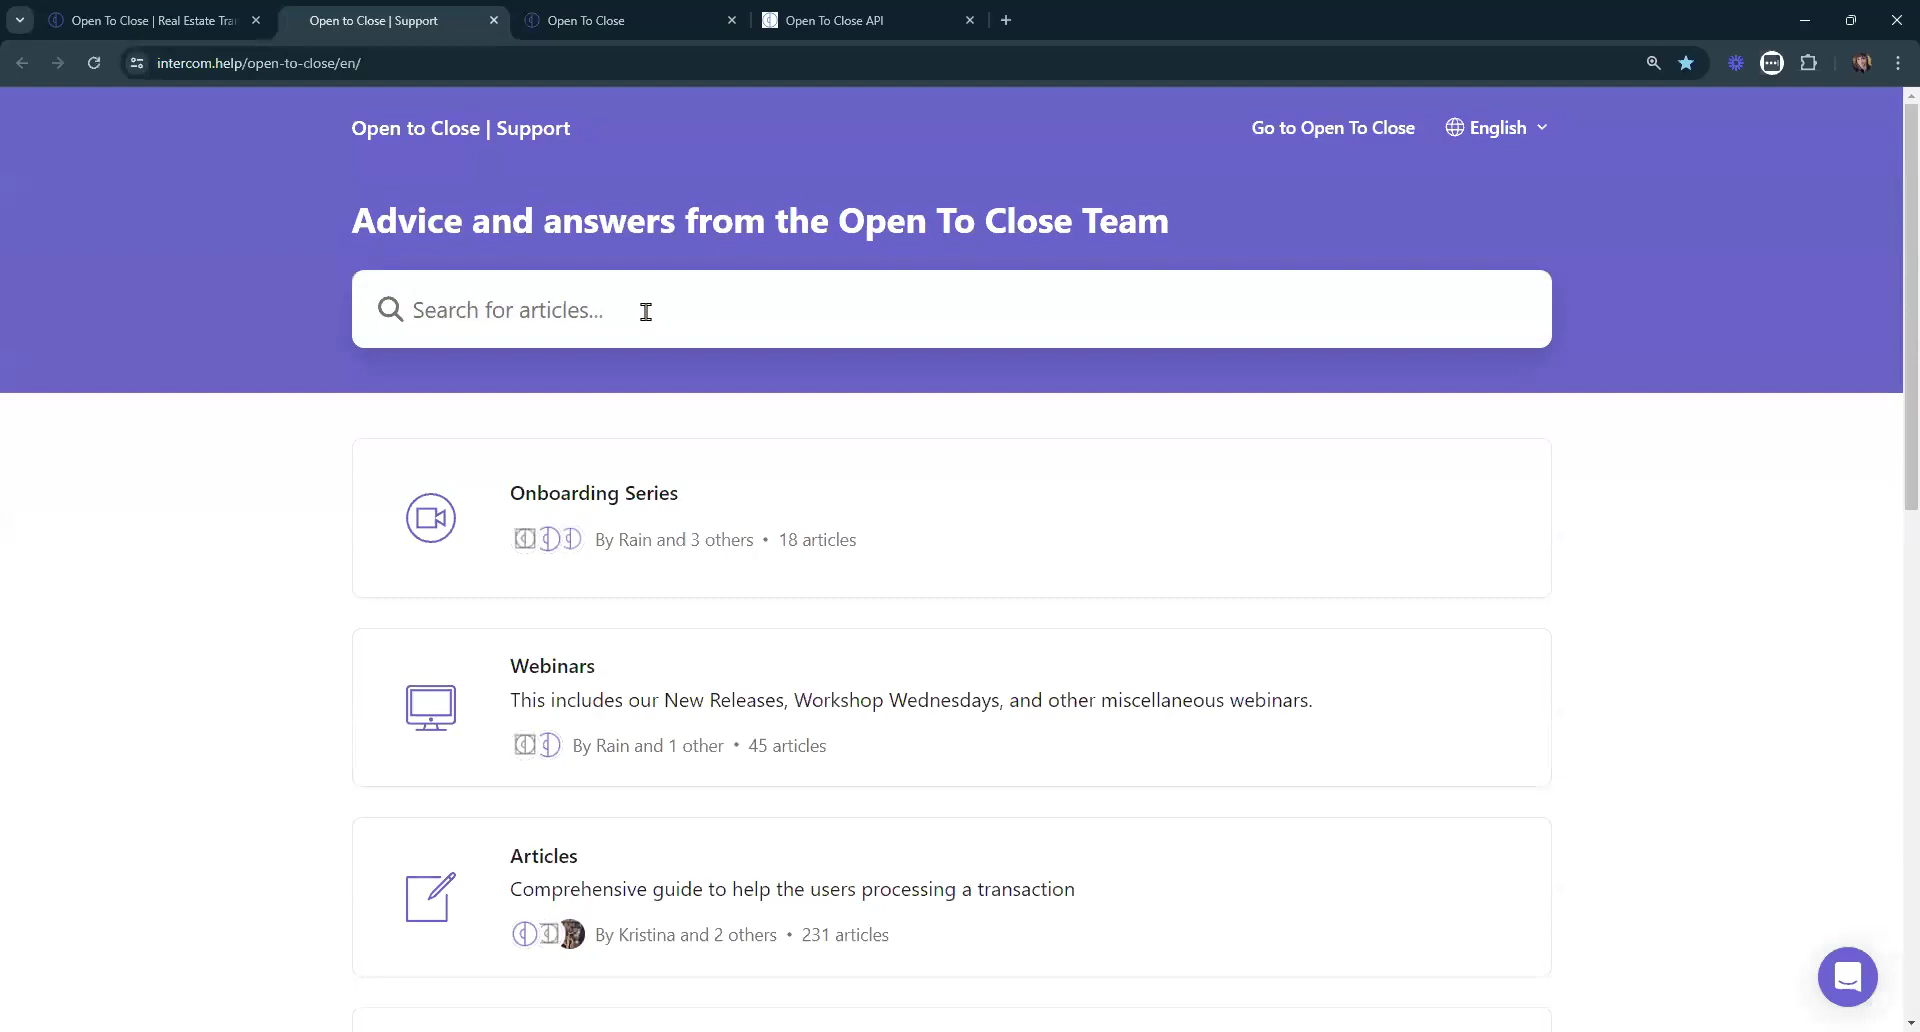 Open To Close | Real Estate Tra
Open to Close | Support
Open To Close
Open To Close API
intercom.help/open-to-close/en/
Open to Close | Support
Go to Open To Close
English
Advice and answers from the Open To Close Team
Search for articles...
Onboarding Series
By Rain and 3 others • 18 articles
Webinars
This includes our New Releases, Workshop Wednesdays, and other miscellaneous webinars.
By Rain and 1 other • 45 articles
Articles
Comprehensive guide to help the users processing a transaction
By Kristina and 2 others • 231 articles